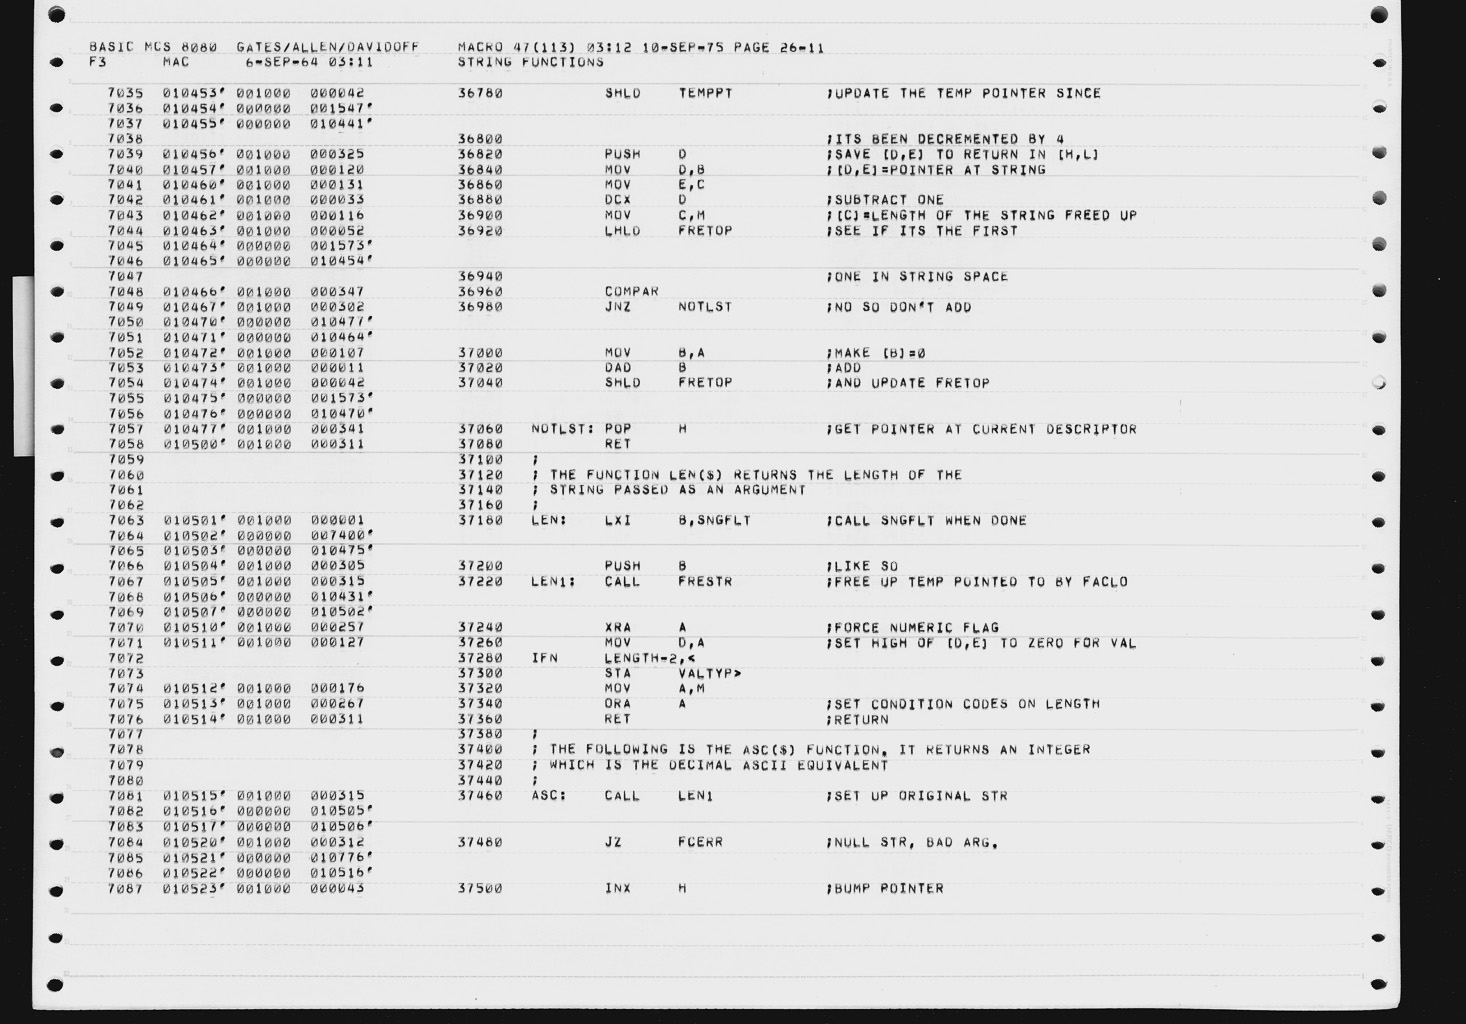 BASIC MCS 8080 GATES/ALLEN/DAVIDOFF MACRO 47(113) 03:12 10-SEP-75 PAGE 26-11
F3 MAC 6-SEP-64 03:11 STRING FUNCTIONS
7035 010453' 001000 000042 36780 SHLD TEMPPT ;UPDATE THE TEMP POINTER SINCE
7036 010454' 000000 001547'
7037 010455' 000000 010441'
7038 36800 ;ITS BEEN DECREMENTED BY 4
7039 010456' 001000 000325 36820 PUSH D ;SAVE [D,E] TO RETURN IN [H,L]
7040 010457' 001000 000120 36840 MOV D,B ;[D,E]=POINTER AT STRING
7041 010460' 001000 000131 36860 MOV E,C
7042 010461' 001000 000033 36880 DCX D ;SUBTRACT ONE
7043 010462' 001000 000116 36900 MOV C,M ;[C]=LENGTH OF THE STRING FREED UP
7044 010463' 001000 000052 36920 LHLD FRETOP ;SEE IF ITS THE FIRST
7045 010464' 000000 001573'
7046 010465' 000000 010454'
7047 36940 ;ONE IN STRING SPACE
7048 010466' 001000 000347 36960 COMPAR
7049 010467' 001000 000302 36980 JNZ NOTLST ;NO SO DON'T ADD
7050 010470' 000000 010477'
7051 010471' 000000 010464'
7052 010472' 001000 000107 37000 MOV B,A ;MAKE [B]=0
7053 010473' 001000 000011 37020 DAD B ;ADD
7054 010474' 001000 000042 37040 SHLD FRETOP ;AND UPDATE FRETOP
7055 010475' 000000 001573'
7056 010476' 000000 010470'
7057 010477' 001000 000341 37060 NOTLST: POP H ;GET POINTER AT CURRENT DESCRIPTOR
7058 010500' 001000 000311 37080 RET
7059 37100 ;
7060 37120 ; THE FUNCTION LEN($) RETURNS THE LENGTH OF THE
7061 37140 ; STRING PASSED AS AN ARGUMENT
7062 37160 ;
7063 010501' 001000 000001 37180 LEN: LXI B,SNGFLT ;CALL SNGFLT WHEN DONE
7064 010502' 000000 007400'
7065 010503' 000000 010475'
7066 010504' 001000 000305 37200 PUSH B ;LIKE SO
7067 010505' 001000 000315 37220 LEN1: CALL FRESTR ;FREE UP TEMP POINTED TO BY FACLO
7068 010506' 000000 010431'
7069 010507' 000000 010502'
7070 010510' 001000 000257 37240 XRA A ;FORCE NUMERIC FLAG
7071 010511' 001000 000127 37260 MOV D,A ;SET HIGH OF [D,E] TO ZERO FOR VAL
7072 37280 IFN LENGTH-2,<
7073 37300 STA VALTYP>
7074 010512' 001000 000176 37320 MOV A,M
7075 010513' 001000 000267 37340 ORA A ;SET CONDITION CODES ON LENGTH
7076 010514' 001000 000311 37360 RET ;RETURN
7077 37380 ;
7078 37400 ; THE FOLLOWING IS THE ASC($) FUNCTION. IT RETURNS AN INTEGER
7079 37420 ; WHICH IS THE DECIMAL ASCII EQUIVALENT
7080 37440 ;
7081 010515' 001000 000315 37460 ASC: CALL LEN1 ;SET UP ORIGINAL STR
7082 010516' 000000 010505'
7083 010517' 000000 010506'
7084 010520' 001000 000312 37480 JZ FCERR ;NULL STR, BAD ARG.
7085 010521' 000000 010776'
7086 010522' 000000 010516'
7087 010523' 001000 000043 37500 INX H ;BUMP POINTER